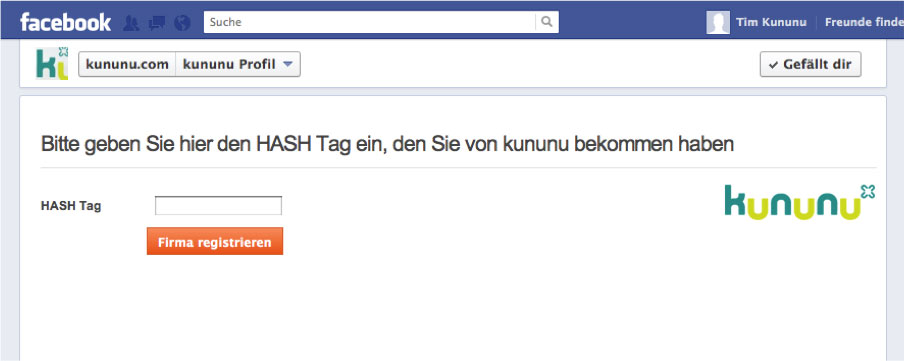 facebook Suche Tim Kununu Freunde finde
ku kununu.com kununu Profil Gefällt dir
Bitte geben Sie hier den HASH Tag ein, den Sie von kununu bekommen haben
HASH Tag kununu
Firma registrieren